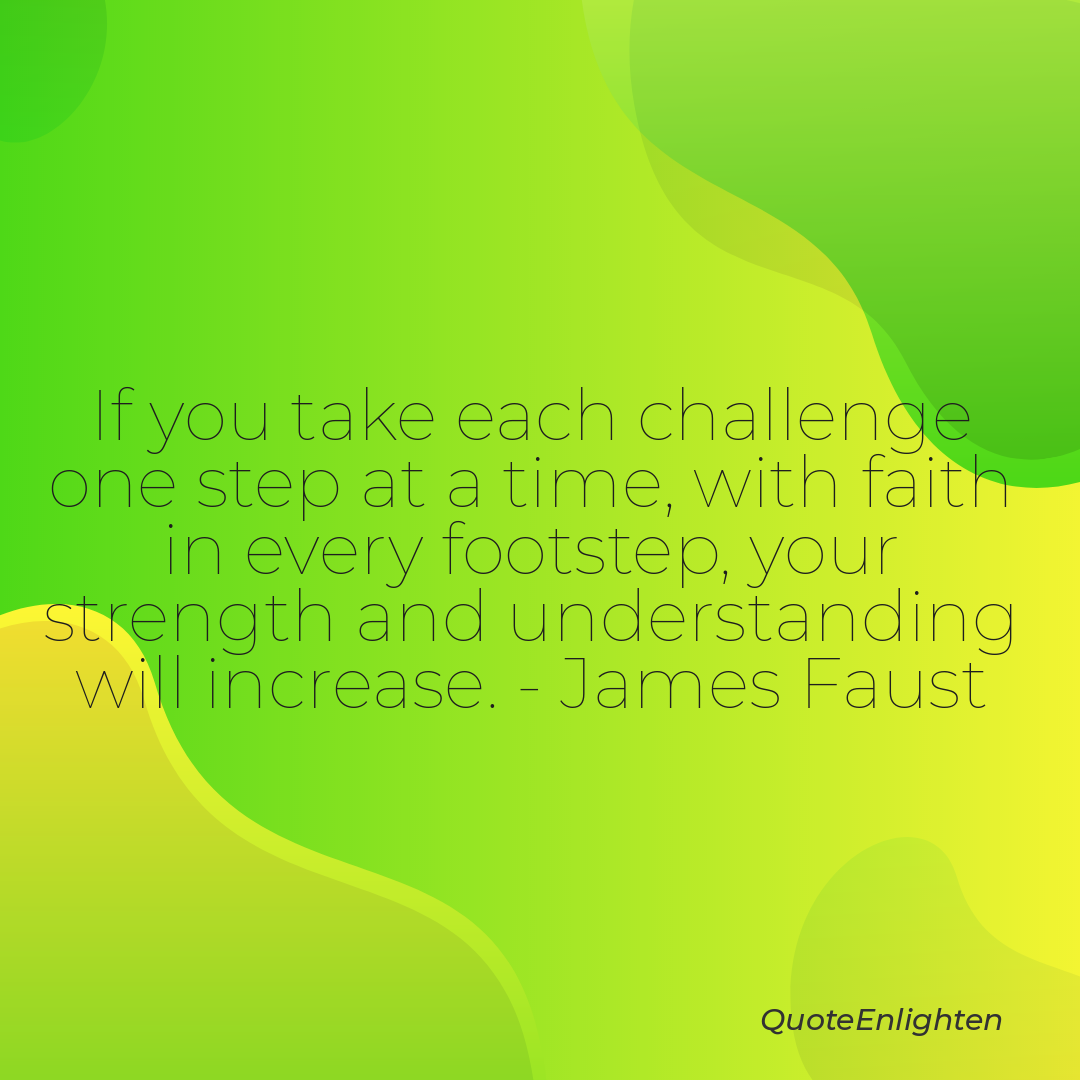 If you take each challenge
one step at a time, with faith
in every footstep, your
strength and understanding
will increase. - James Faust
QuoteEnlighten